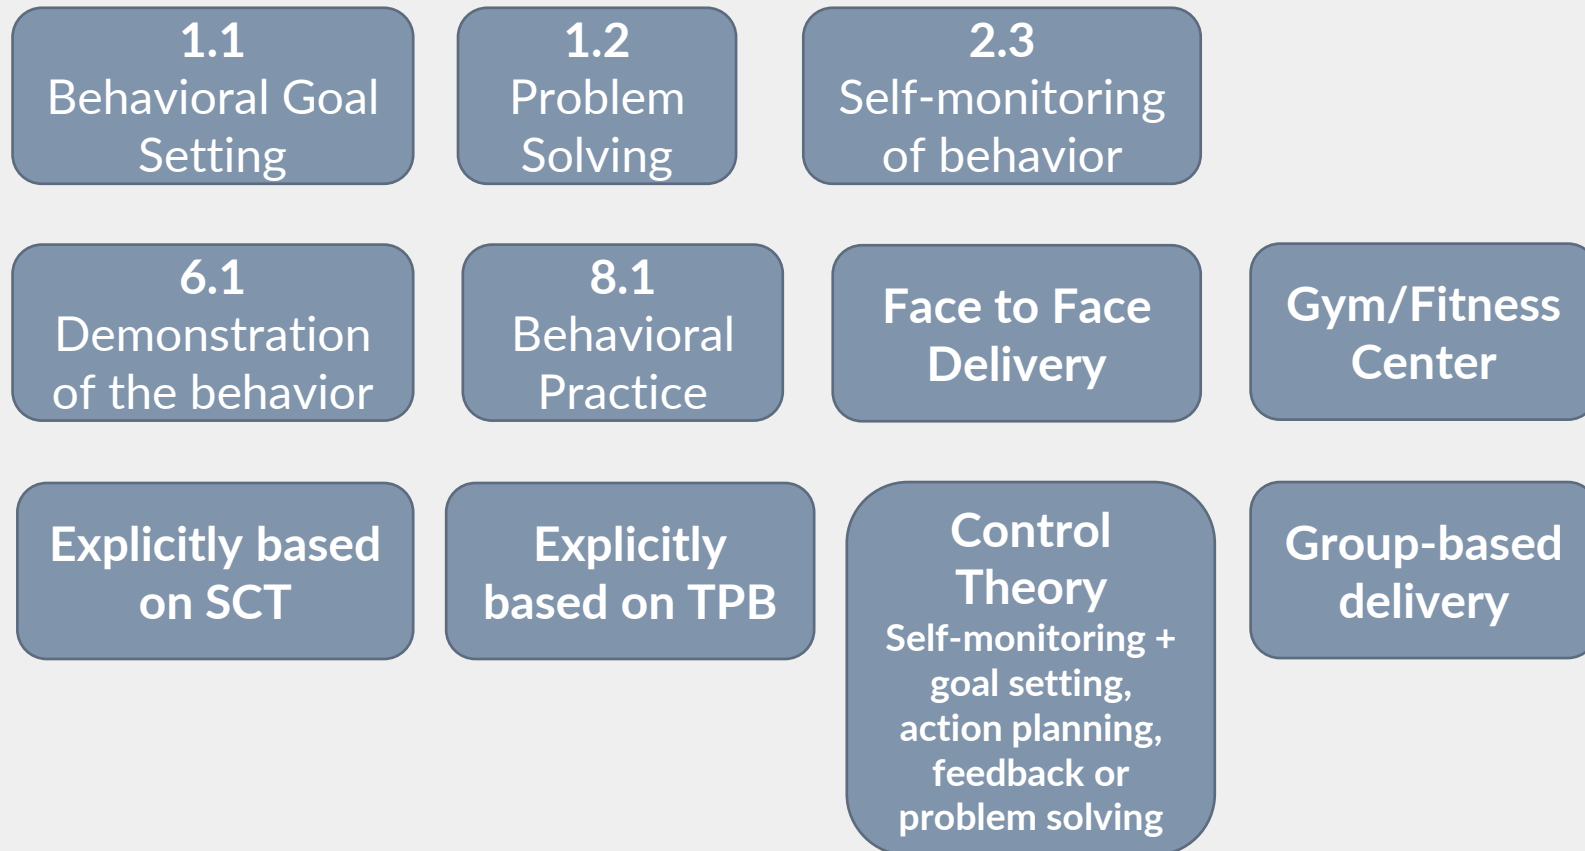 1.1
Behavioral Goal
Setting
1.2
Problem
Solving
2.3
Self-monitoring
of behavior
6.1
Demonstration
of the behavior
8.1
Behavioral
Practice
Face to Face
Delivery
Gym/Fitness
Center
Explicitly based
on SCT
Explicitly
based on TPB
Control
Theory
Self-monitoring +
goal setting,
action planning,
feedback or
problem solving
Group-based
delivery